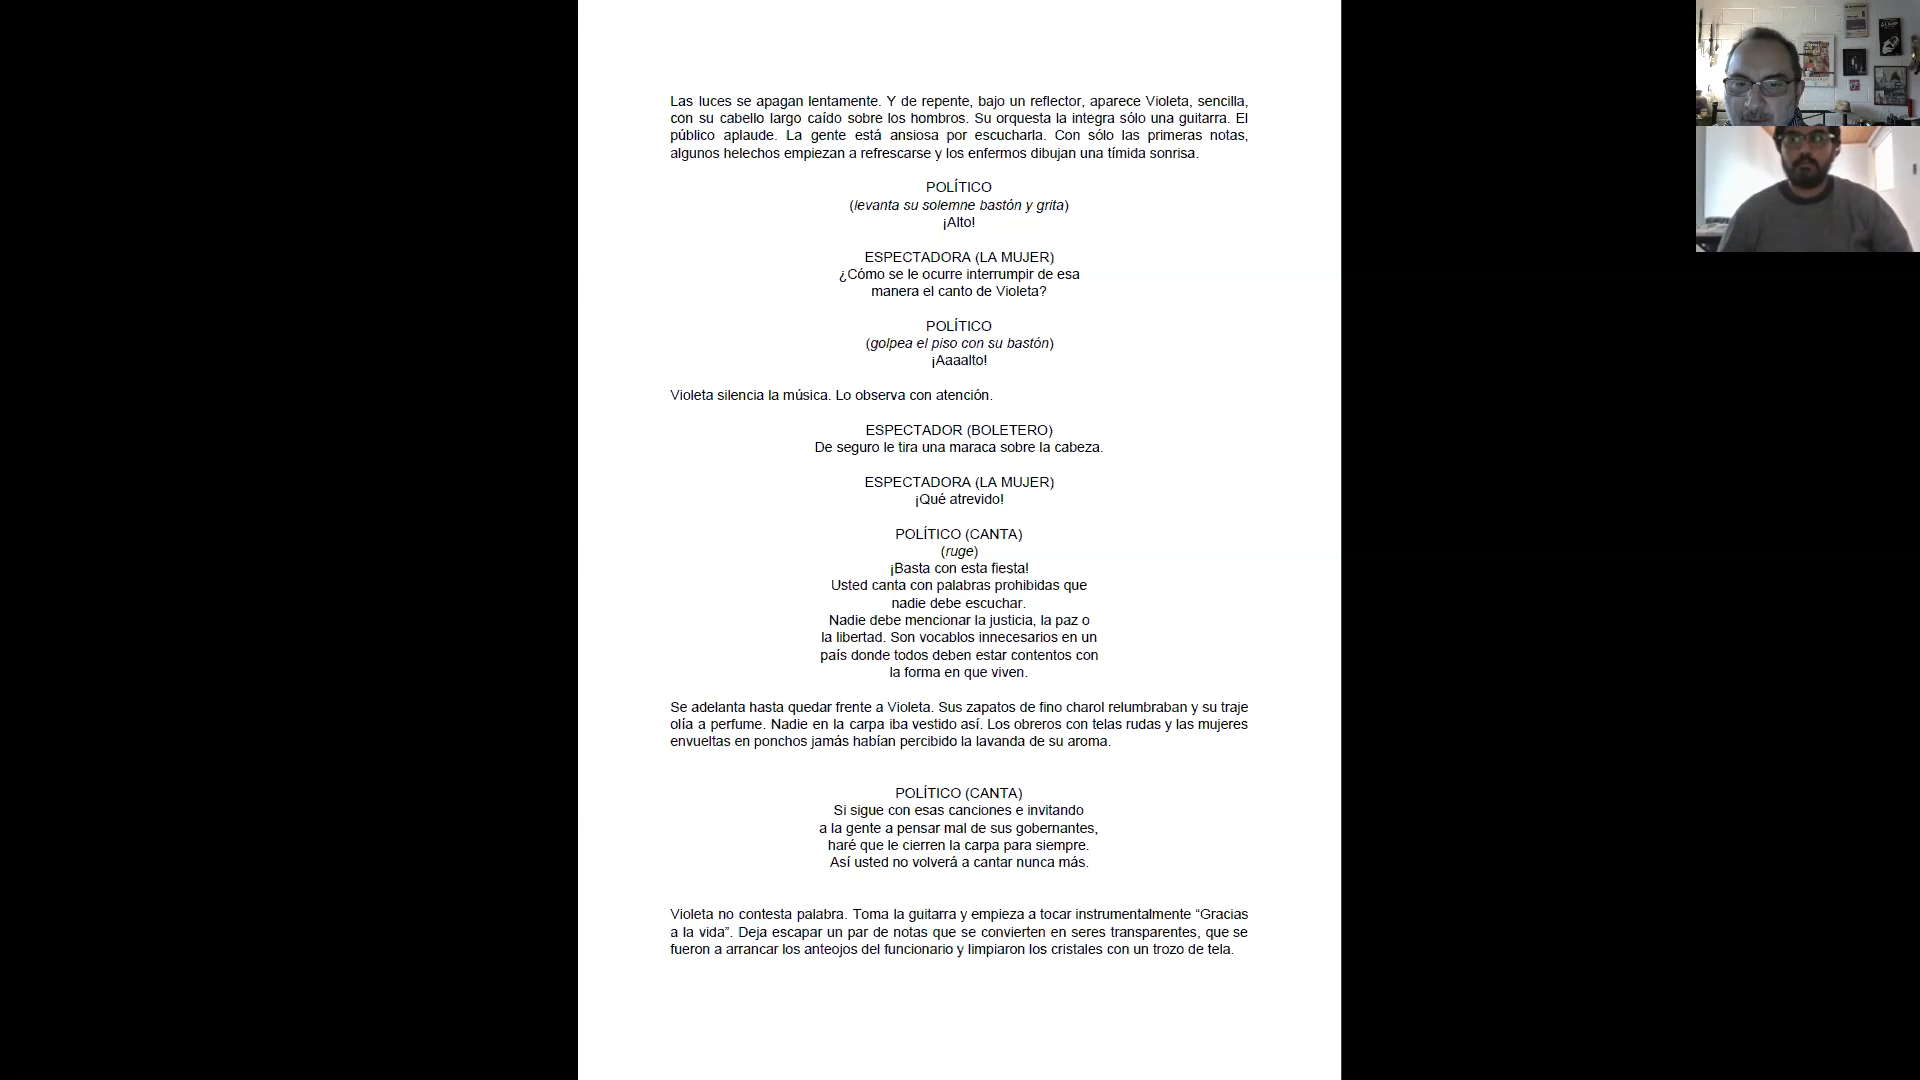 Las luces se apagan lentamente. Y de repente, bajo un reflector, aparece Violeta, sencilla,
con su cabello largo caído sobre los hombros. Su orquesta la integra sólo una guitarra. El
público aplaude. La gente está ansiosa por escucharla. Con sólo las primeras notas,
algunos helechos empiezan a refrescarse y los enfermos dibujan una tímida sonrisa.
POLÍTICO
(levanta su solemne bastón y grita)
¡Alto!
ESPECTADORA (LA MUJER)
¿Cómo se le ocurre interrumpir de esa
manera el canto de Violeta?
POLÍTICO
(golpea el piso con su bastón)
¡Aaaalto!
Violeta silencia la música. Lo observa con atención.
ESPECTADOR (BOLETERO)
De seguro le tira una maraca sobre la cabeza.
ESPECTADORA (LA MUJER)
¡Qué atrevido!
POLÍTICO (CANTA)
(ruge)
¡Basta con esta fiesta!
Usted canta con palabras prohibidas que
nadie debe escuchar.
Nadie debe mencionar la justicia, la paz o
la libertad. Son vocablos innecesarios en un
país donde todos deben estar contentos con
la forma en que viven.
Se adelanta hasta quedar frente a Violeta. Sus zapatos de fino charol relumbraban y su traje
olía a perfume. Nadie en la carpa iba vestido así. Los obreros con telas rudas y las mujeres
envueltas en ponchos jamás habían percibido la lavanda de su aroma.
POLÍTICO (CANTA)
Si sigue con esas canciones e invitando
a la gente a pensar mal de sus gobernantes,
haré que le cierren la carpa para siempre.
Así usted no volverá a cantar nunca más.
Violeta no contesta palabra. Toma la guitarra y empieza a tocar instrumentalmente “Gracias
a la vida”. Deja escapar un par de notas que se convierten en seres transparentes, que se
fueron a arrancar los anteojos del funcionario y limpiaron los cristales con un trozo de tela.